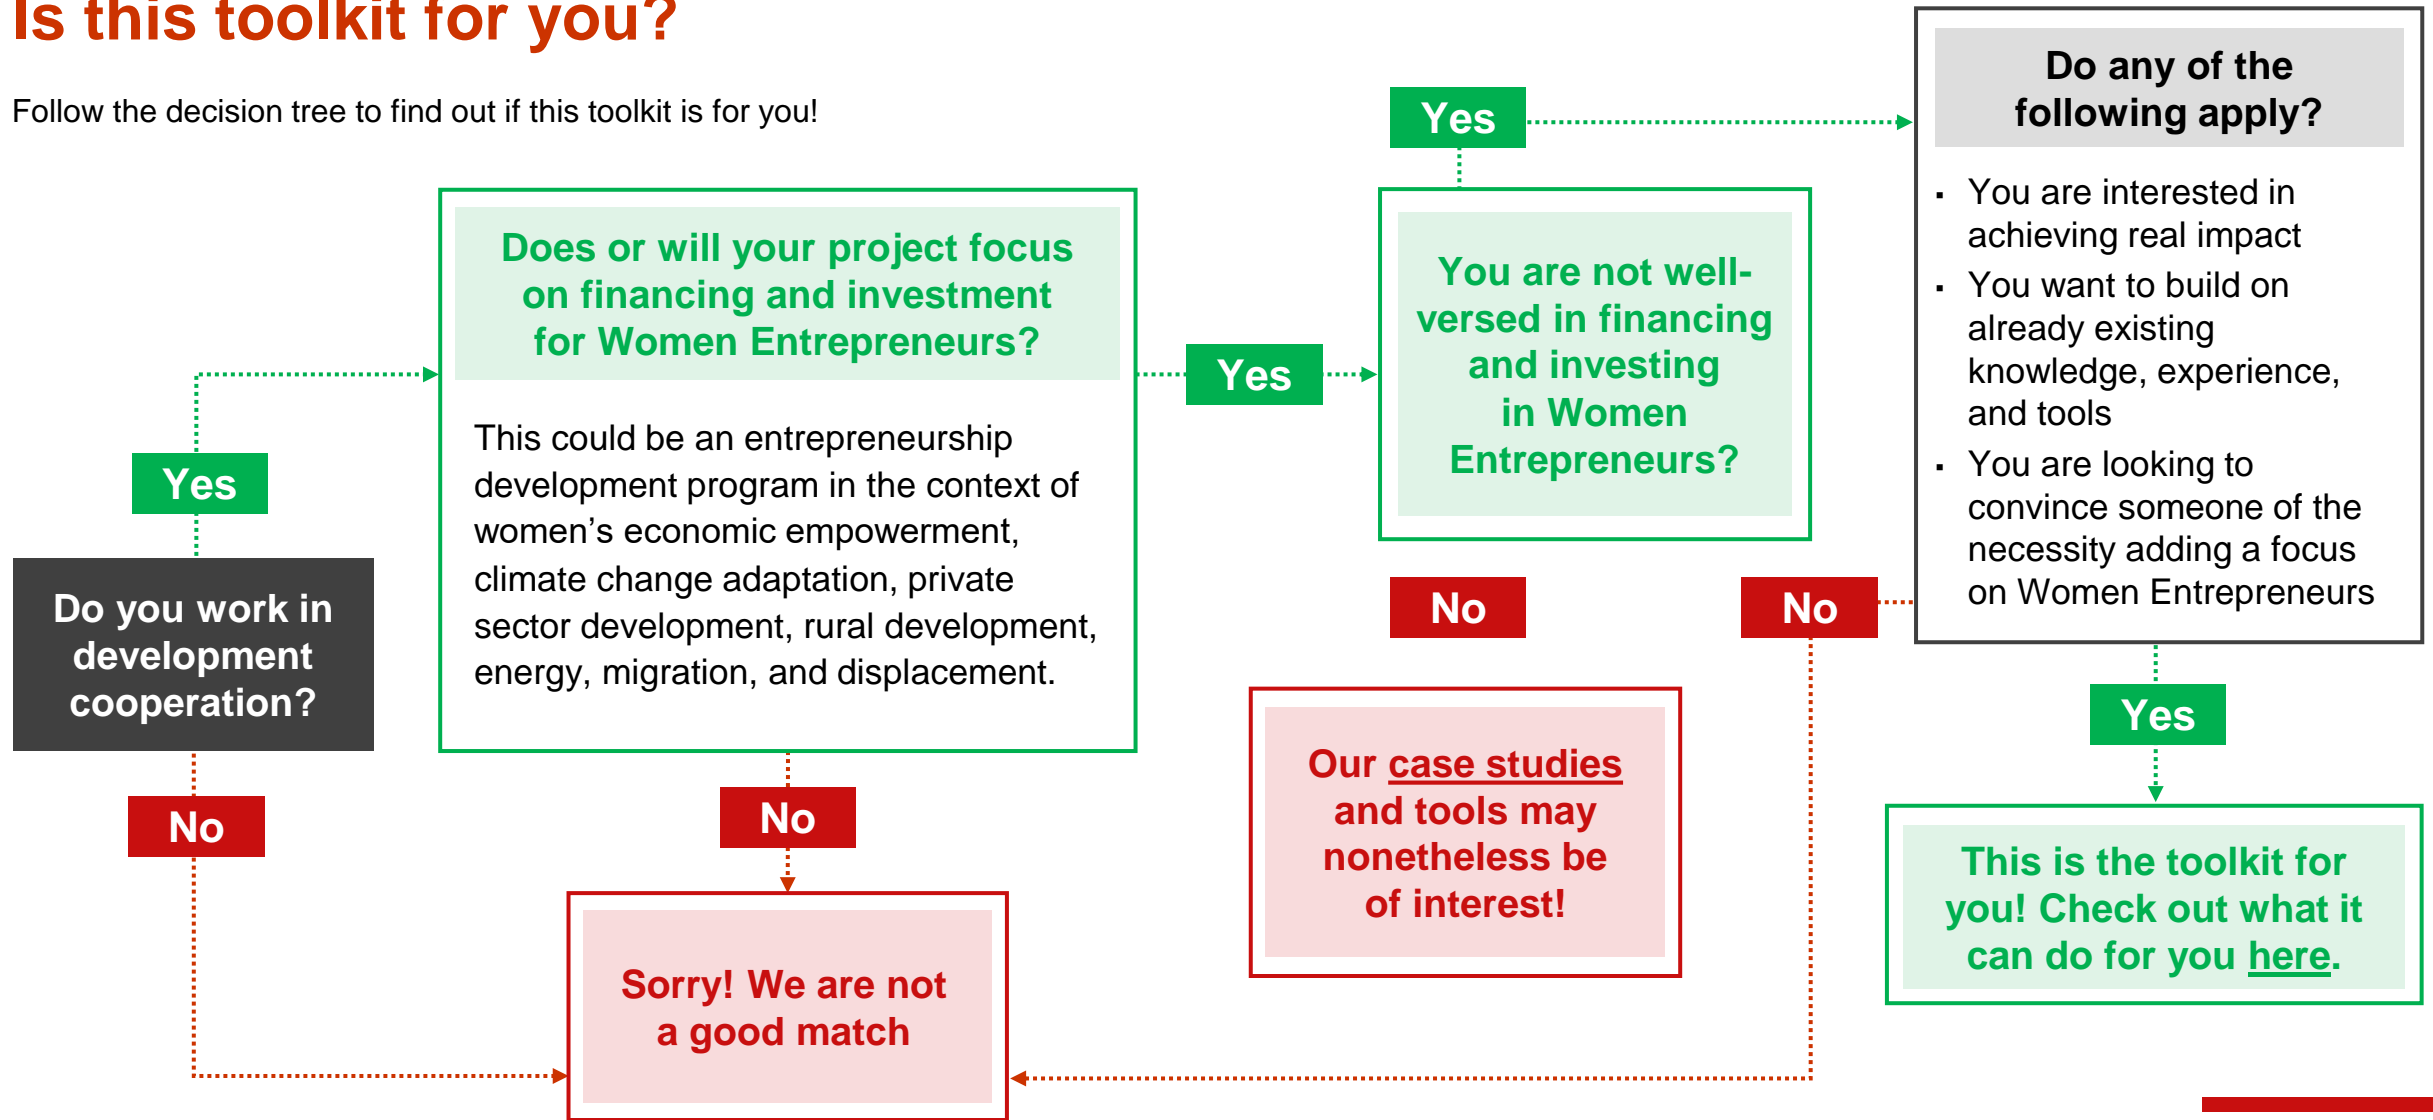 Is this toolkit for you?
Follow the decision tree to find out if this toolkit is for you!
Do you work in
development
cooperation?
Yes
No
Does or will your project focus
on financing and investment
for Women Entrepreneurs?
This could be an entrepreneurship
development program in the context of
women’s economic empowerment,
climate change adaptation, private
sector development, rural development,
energy, migration, and displacement.
Yes
No
Sorry! We are not
a good match
You are not well-
versed in financing
and investing
in Women
Entrepreneurs?
Yes
No
Our case studies
and tools may
nonetheless be
of interest!
Do any of the
following apply?
▪ You are interested in
achieving real impact
▪ You want to build on
already existing
knowledge, experience,
and tools
▪ You are looking to
convince someone of the
necessity adding a focus
on Women Entrepreneurs
No
Yes
This is the toolkit for
you! Check out what it
can do for you here.